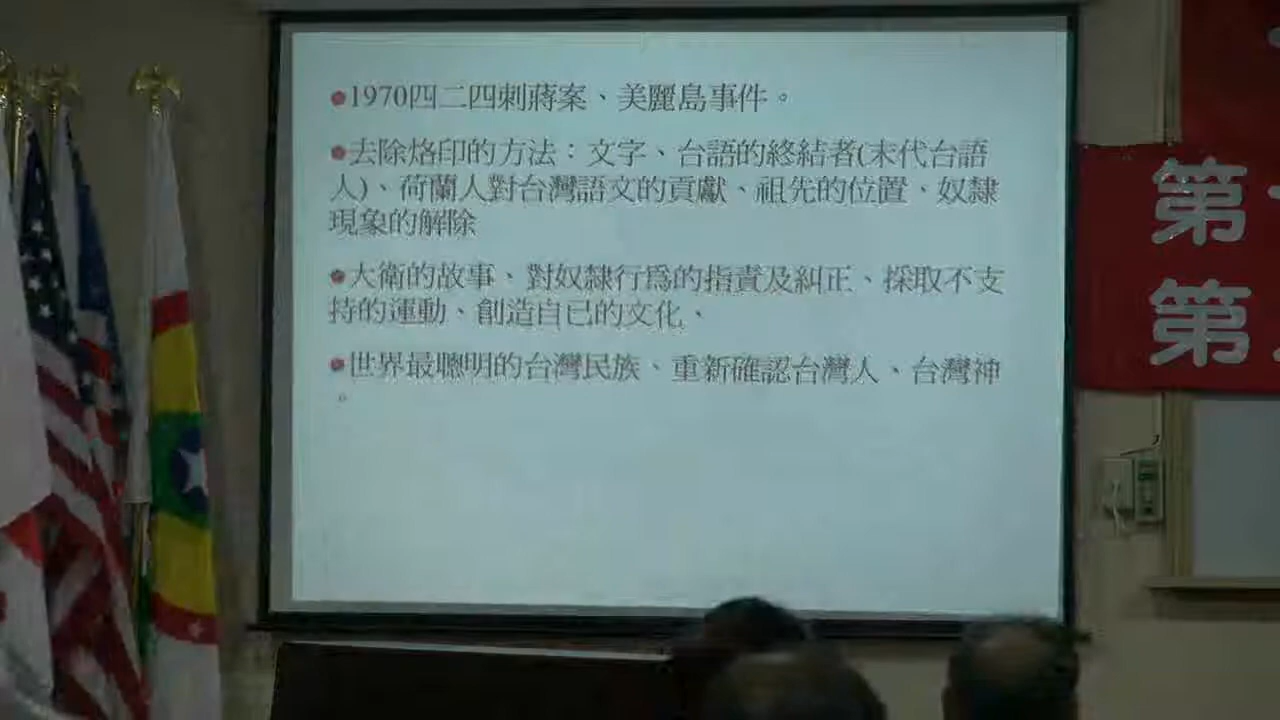 ●1970四二四刺蔣案、美麗島事件。
●去除烙印的方法：文字、台語的終結者(末代台語
人)、荷蘭人對台灣語文的貢獻、祖先的位置、奴隸
現象的解除
●大衛的故事、對奴隸行為的指責及糾正、採取不支
持的運動、創造自已的文化、
●世界最聰明的台灣民族、重新確認台灣人、台灣神
。
第
第